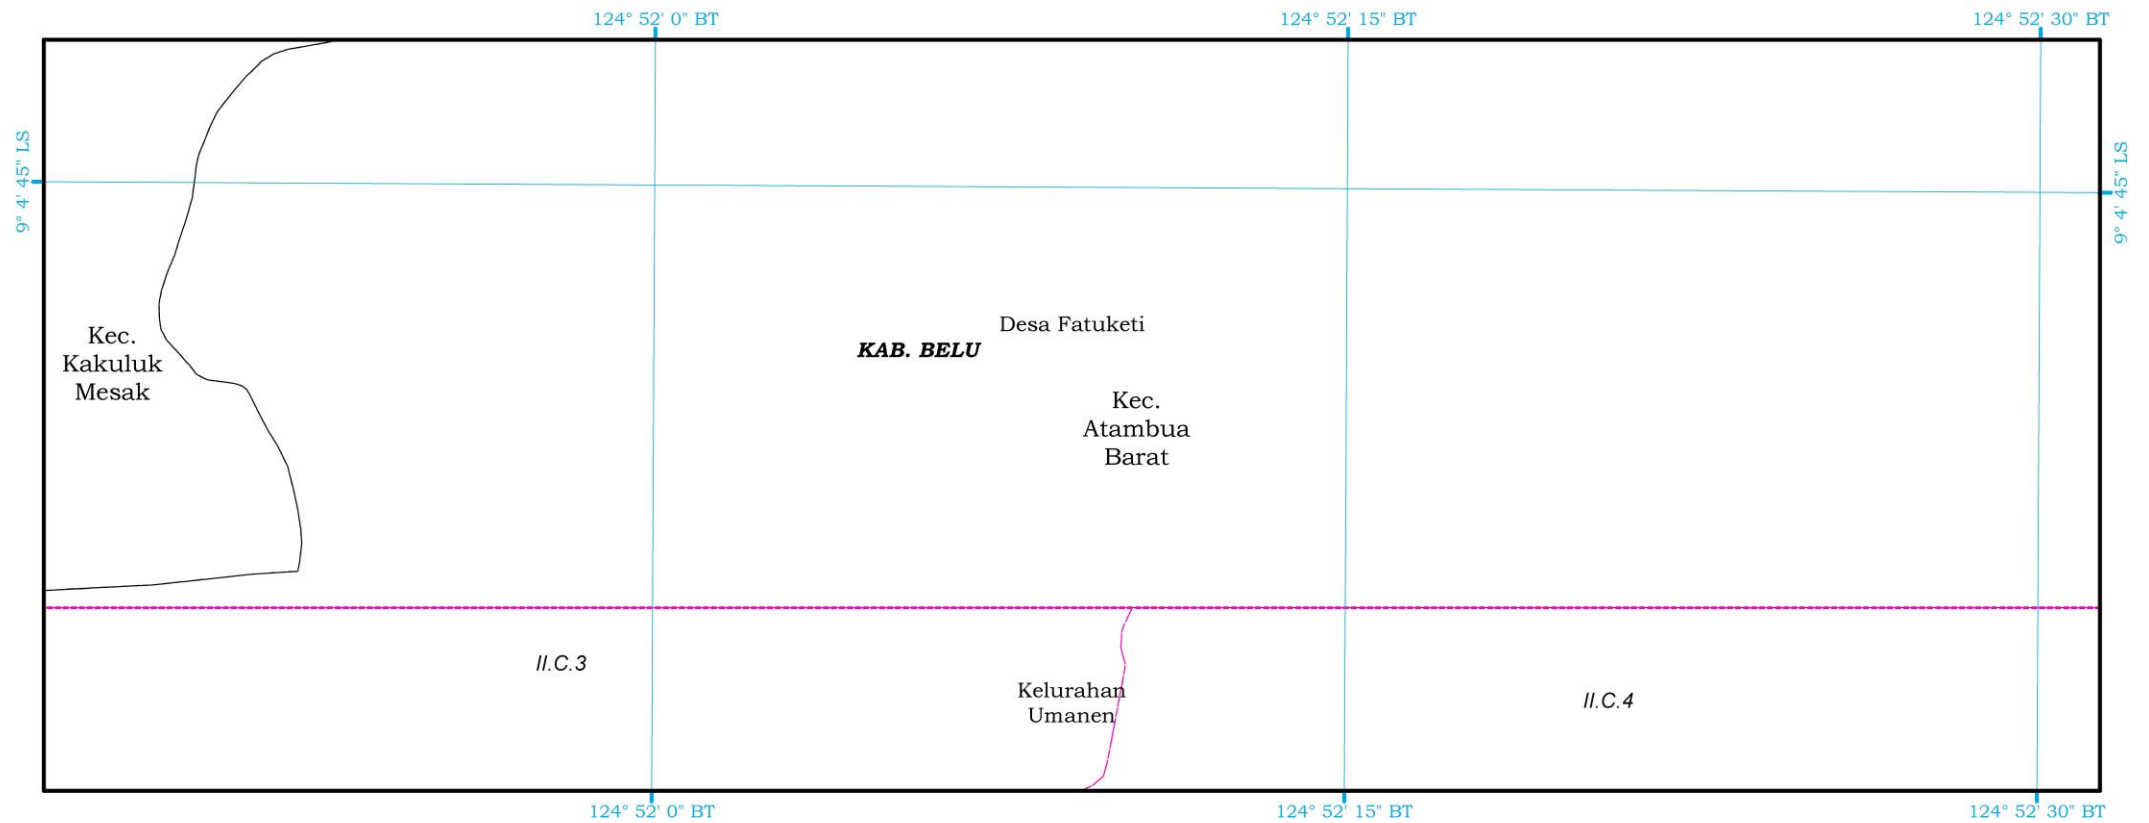 124° 52' 0" BT
124° 52' 15" BT
124° 52' 30" BT
9° 4' 45" LS
9° 4' 45" LS
Desa Fatuketi
KAB. BELU
Kec.
Kakuluk
Mesak
Kec.
Atambua
Barat
II.C.3
Kelurahan
Umanen
II.C.4
124° 52' 0" BT
124° 52' 15" BT
124° 52' 30" BT